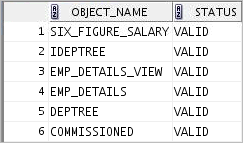 OBJECT_NAME STATUS
1 SIX_FIGURE_SALARY VALID
2 IDEPTREE VALID
3 EMP_DETAILS_VIEW VALID
4 EMP_DETAILS VALID
5 DEPTREE VALID
6 COMMISSIONED VALID